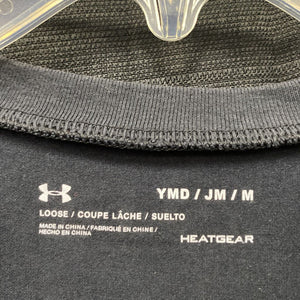 YMD / JM / M
LOOSE / COUPE LÂCHE / SUELTO
MADE IN CHINA / FABRIQUÉ EN CHINE /
HECHO EN CHINA
HEATGEAR